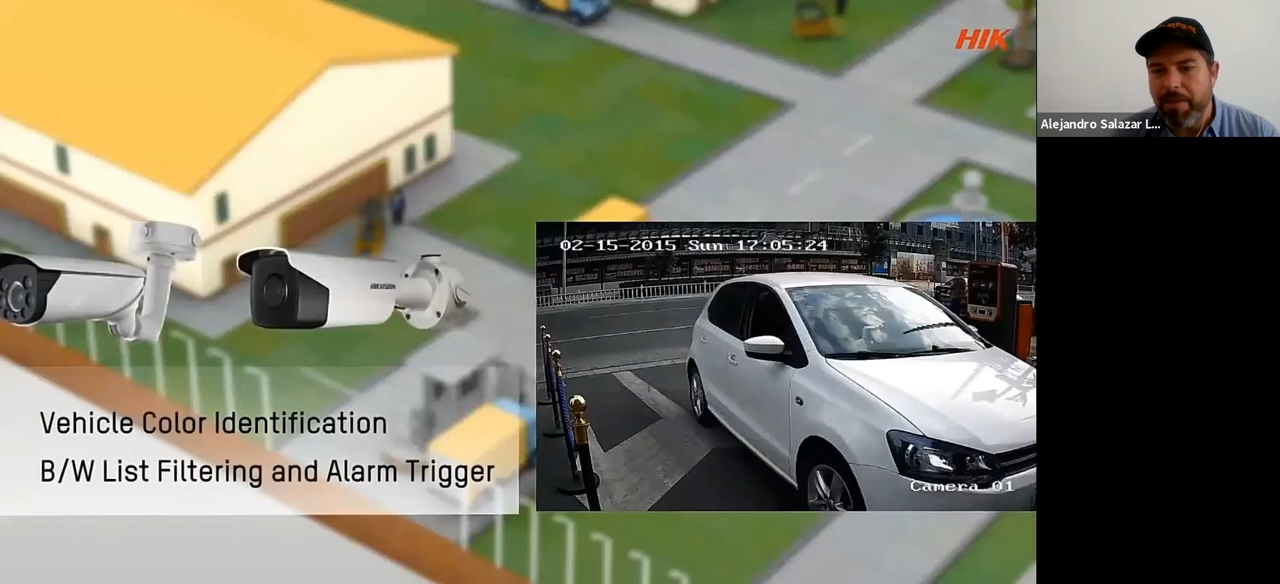 HIK
Alejandro Salazar L...
02-15-2015 Sun 17:05:24
HIKVISION
Vehicle Color Identification
B/W List Filtering and Alarm Trigger
Camera 01